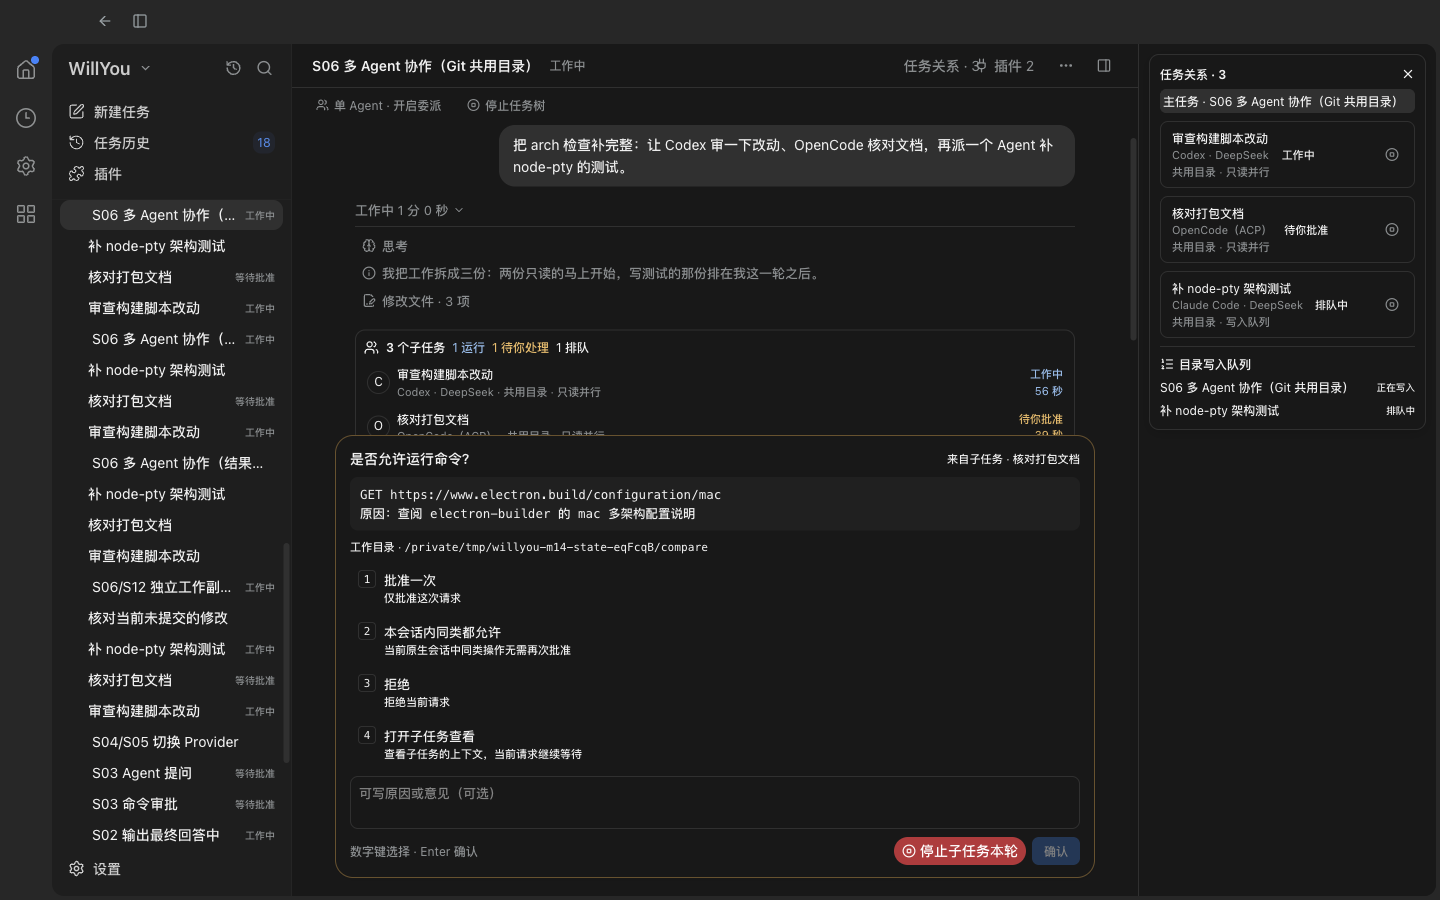 WillYou
新建任务
任务历史
18
插件
S06 多 Agent 协作（... 工作中
补 node-pty 架构测试
核对打包文档 等待批准
审查构建脚本改动 工作中
S06 多 Agent 协作（... 工作中
补 node-pty 架构测试
核对打包文档 等待批准
审查构建脚本改动 工作中
S06 多 Agent 协作（结果...
补 node-pty 架构测试
核对打包文档
审查构建脚本改动
S06/S12 独立工作副... 工作中
核对当前未提交的修改
补 node-pty 架构测试 工作中
核对打包文档 等待批准
审查构建脚本改动 工作中
S04/S05 切换 Provider
S03 Agent 提问 等待批准
S03 命令审批 等待批准
S02 输出最终回答中 工作中
设置
S06 多 Agent 协作（Git 共用目录） 工作中
任务关系 · 3 插件 2
单 Agent · 开启委派 停止任务树
把 arch 检查补完整：让 Codex 审一下改动、OpenCode 核对文档，再派一个 Agent 补
node-pty 的测试。
工作中 1 分 0 秒
思考
我把工作拆成三份：两份只读的马上开始，写测试的那份排在我这一轮之后。
修改文件 · 3 项
3 个子任务 1 运行 1 待你处理 1 排队
C 审查构建脚本改动 工作中
Codex · DeepSeek · 共用目录 · 只读并行 56 秒
O 核对打包文档 待你批准
OpenCode（ACP） · 共用目录 · 只读并行 39 秒
是否允许运行命令？ 来自子任务 · 核对打包文档
GET https://www.electron.build/configuration/mac
原因：查阅 electron-builder 的 mac 多架构配置说明
工作目录 · /private/tmp/willyou-m14-state-eqFcqB/compare
1 批准一次
仅批准这次请求
2 本会话内同类都允许
当前原生会话中同类操作无需再次批准
3 拒绝
拒绝当前请求
4 打开子任务查看
查看子任务的上下文，当前请求继续等待
可写原因或意见（可选）
数字键选择 · Enter 确认 停止子任务本轮 确认
任务关系 · 3
主任务 · S06 多 Agent 协作（Git 共用目录）
审查构建脚本改动
Codex · DeepSeek 工作中
共用目录 · 只读并行
核对打包文档
OpenCode（ACP） 待你批准
共用目录 · 只读并行
补 node-pty 架构测试
Claude Code · DeepSeek 排队中
共用目录 · 写入队列
目录写入队列
S06 多 Agent 协作（Git 共用目录） 正在写入
补 node-pty 架构测试 排队中